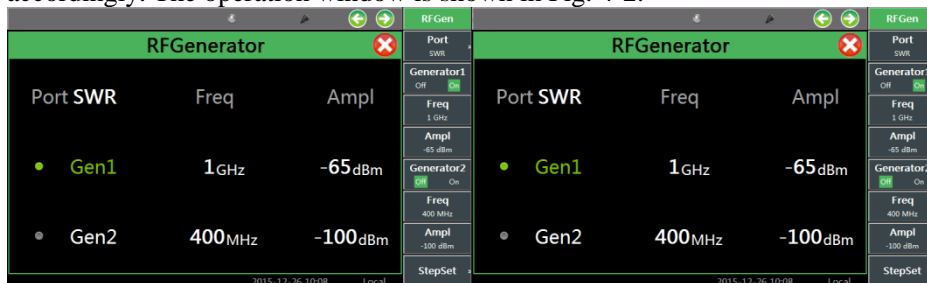 accordingly. The operation window is shown in Fig. 4-2.
RFGenerator
Port SWR Freq Ampl
Gen1 1GHz -65dBm
Gen2 400MHz -100dBm
2015-12-26 10:08 Local
RFGen
Port
SWR
Generator1
Off On
Freq
1 GHz
Ampl
-65 dBm
Generator2
Off On
Freq
400 MHz
Ampl
-100 dBm
StepSet
RFGenerator
Port SWR Freq Ampl
Gen1 1GHz -65dBm
Gen2 400MHz -100dBm
2015-12-26 10:08 Local
RFGen
Port
SWR
Generator1
Off On
Freq
1 GHz
Ampl
-65 dBm
Generator2
Off On
Freq
400 MHz
Ampl
-100 dBm
StepSet